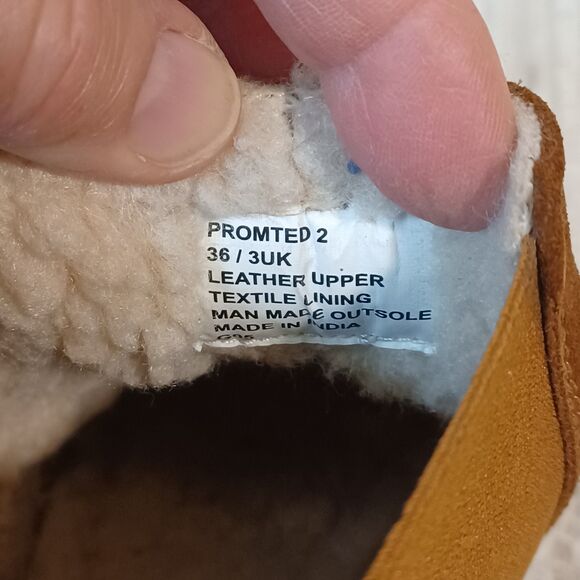 PROMTED 2
36 / 3UK
LEATHER UPPER
TEXTILE LINING
MAN MADE OUTSOLE
MADE IN INDIA